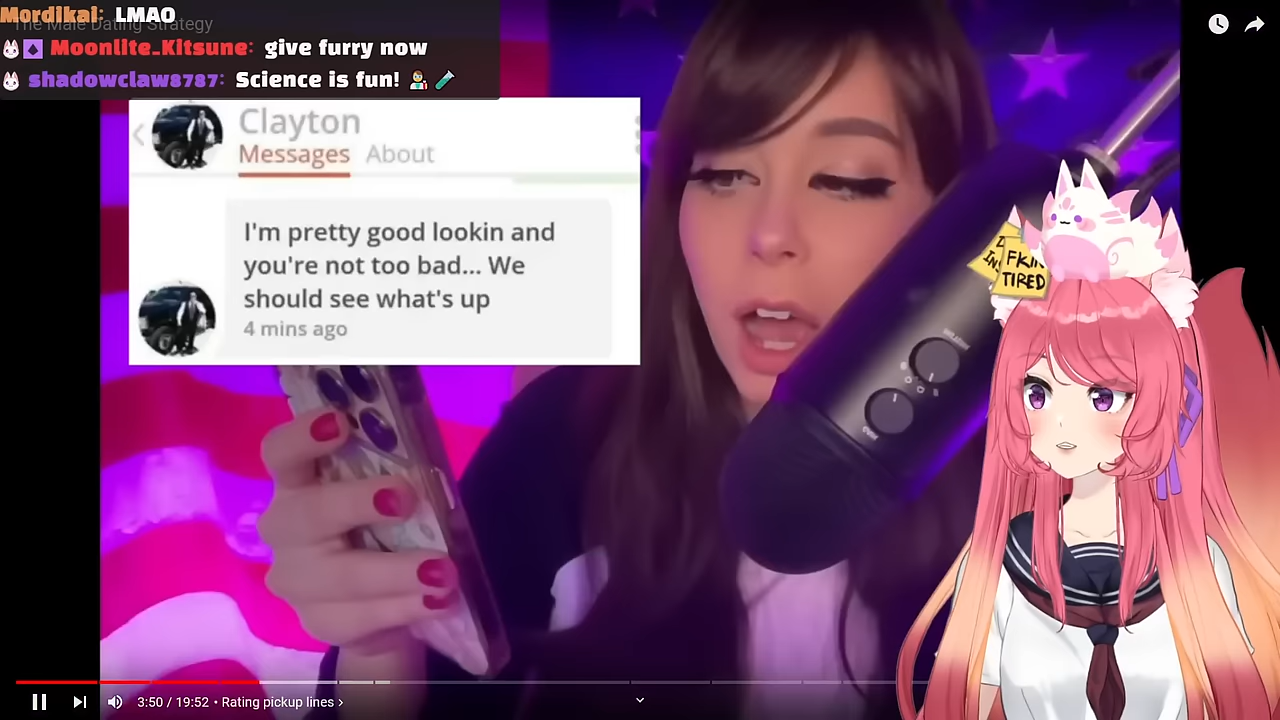 Mordikai: LMAO
The Male Dating Strategy
Moonlite_Kitsune: give furry now
shadowclaw8787: Science is fun!
Clayton
Messages About
I'm pretty good lookin and
you're not too bad... We
should see what's up
4 mins ago
FKIN
TIRED
3:50 / 19:52 • Rating pickup lines ›